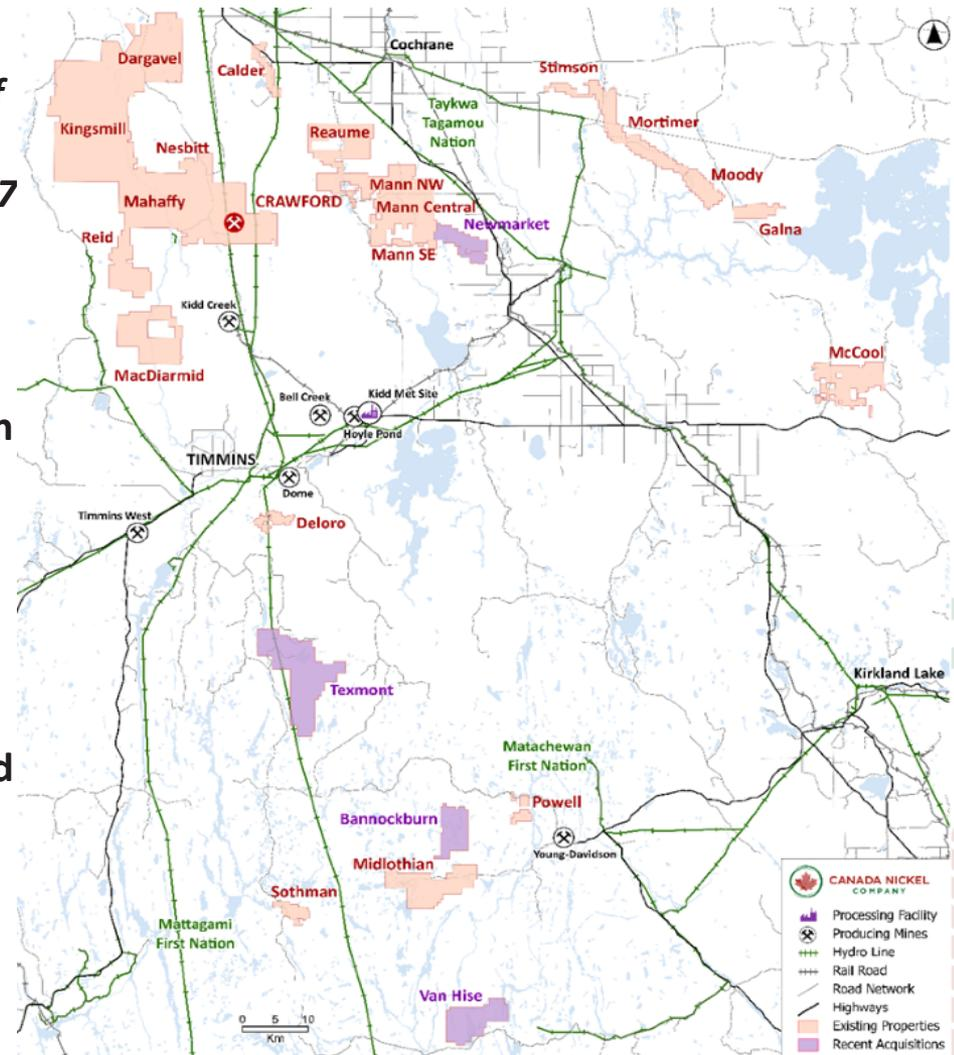 f
7
n
d
Dargavel
Calder
Cochrane
Stimson
Kingsmill
Taykwa
Tagamou
Nation
Mortimer
Nesbitt
Reaume
Moody
Mahaffy
CRAWFORD
Mann NW
Mann Central
Newmarket
Galna
Reid
Mann SE
Kidd Creek
McCool
MacDiarmid
Bell Creek
Kidd Met Site
Hoyle Pond
TIMMINS
Dome
Timmins West
Deloro
Texmont
Kirkland Lake
Matachewan
First Nation
Powell
Bannockburn
Young-Davidson
Midlothian
Sothman
Mattagami
First Nation
Van Hise
0 5 10
Km
CANADA NICKEL
COMPANY
Processing Facility
Producing Mines
Hydro Line
Rail Road
Road Network
Highways
Existing Properties
Recent Acquisitions